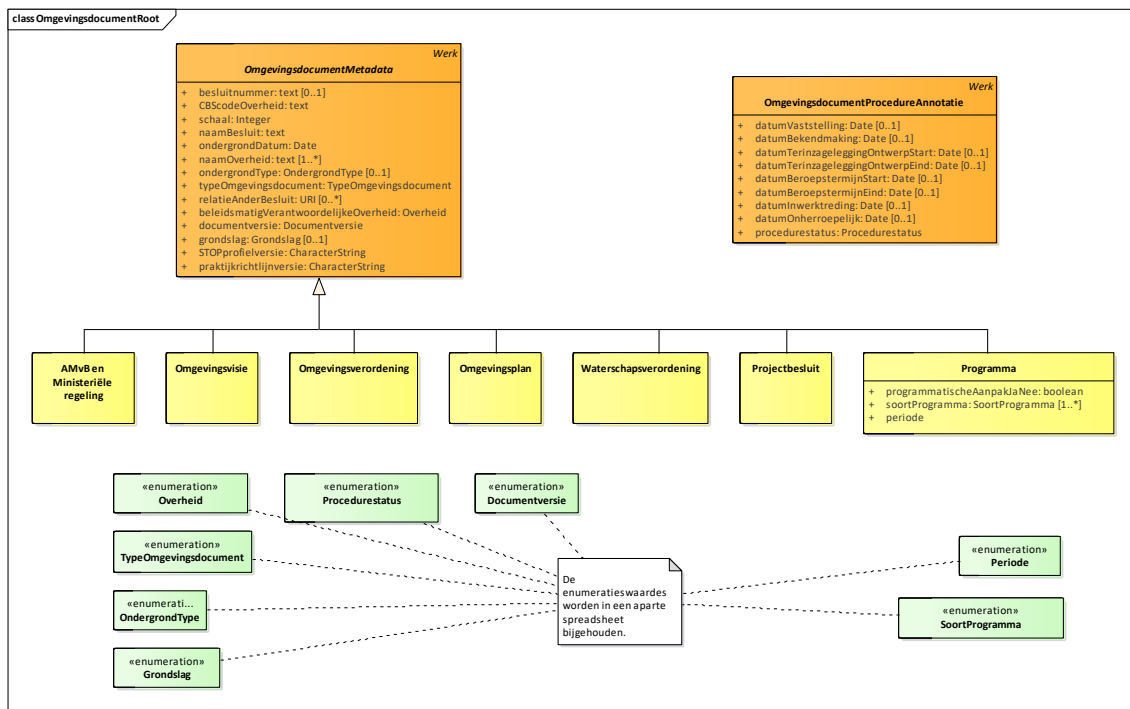 class OmgevingsdocumentRoot
Werk
OmgevingsdocumentMetadata
+ besluitnummer: text [0..1]
+ CBScodeOverheid: text
+ schaal: Integer
+ naamBesluit: text
+ ondergrondDatum: Date
+ naamOverheid: text [1..*]
+ ondergrondType: OndergrondType [0..1]
+ typeOmgevingsdocument: TypeOmgevingsdocument
+ relatieAnderBesluit: URI [0..*]
+ beleidsmatigVerantwoordelijkeOverheid: Overheid
+ documentversie: Documentversie
+ grondslag: Grondslag [0..1]
+ STOPprofielversie: CharacterString
+ praktijkrichtlijnversie: CharacterString
Werk
OmgevingsdocumentProcedureAnnotatie
+ datumVaststelling: Date [0..1]
+ datumBekendmaking: Date [0..1]
+ datumTerinzageleggingOntwerpStart: Date [0..1]
+ datumTerinzageleggingOntwerpEind: Date [0..1]
+ datumBeroepstermijnStart: Date [0..1]
+ datumBeroepstermijnEind: Date [0..1]
+ datumInwerktreding: Date [0..1]
+ datumOnherroepelijk: Date [0..1]
+ procedurestatus: Procedurestatus
AMvB en
Ministeriële
regeling
Omgevingsvisie
Omgevingsverordening
Omgevingsplan
Waterschapsverordening
Projectbesluit
Programma
+ programmatischeAanpakJaNee: boolean
+ soortProgramma: SoortProgramma [1..*]
+ periode
«enumeration»
Overheid
«enumeration»
Procedurestatus
«enumeration»
Documentversie
«enumeration»
TypeOmgevingsdocument
«enumerati...
OndergrondType
«enumeration»
Grondslag
De
enumeratieswaardes
worden in een aparte
spreadsheet
bijgehouden.
«enumeration»
Periode
«enumeration»
SoortProgramma